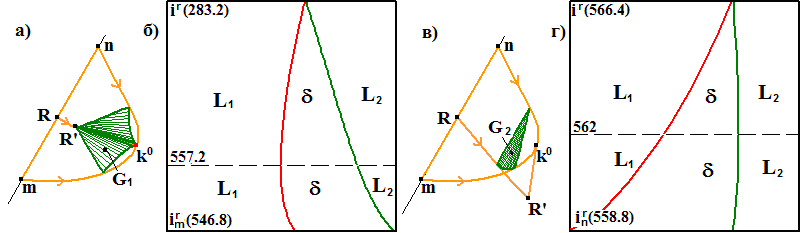 а)
n
R
R'
k⁰
m
G₁
б)
iʳ(283.2)
L₁
δ
L₂
557.2
L₁
δ
L₂
iʳₘ(546.8)
в)
n
R
G₂
k⁰
m
R'
г)
iʳ(566.4)
L₁
δ
L₂
562
L₁
δ
L₂
iʳₙ(558.8)